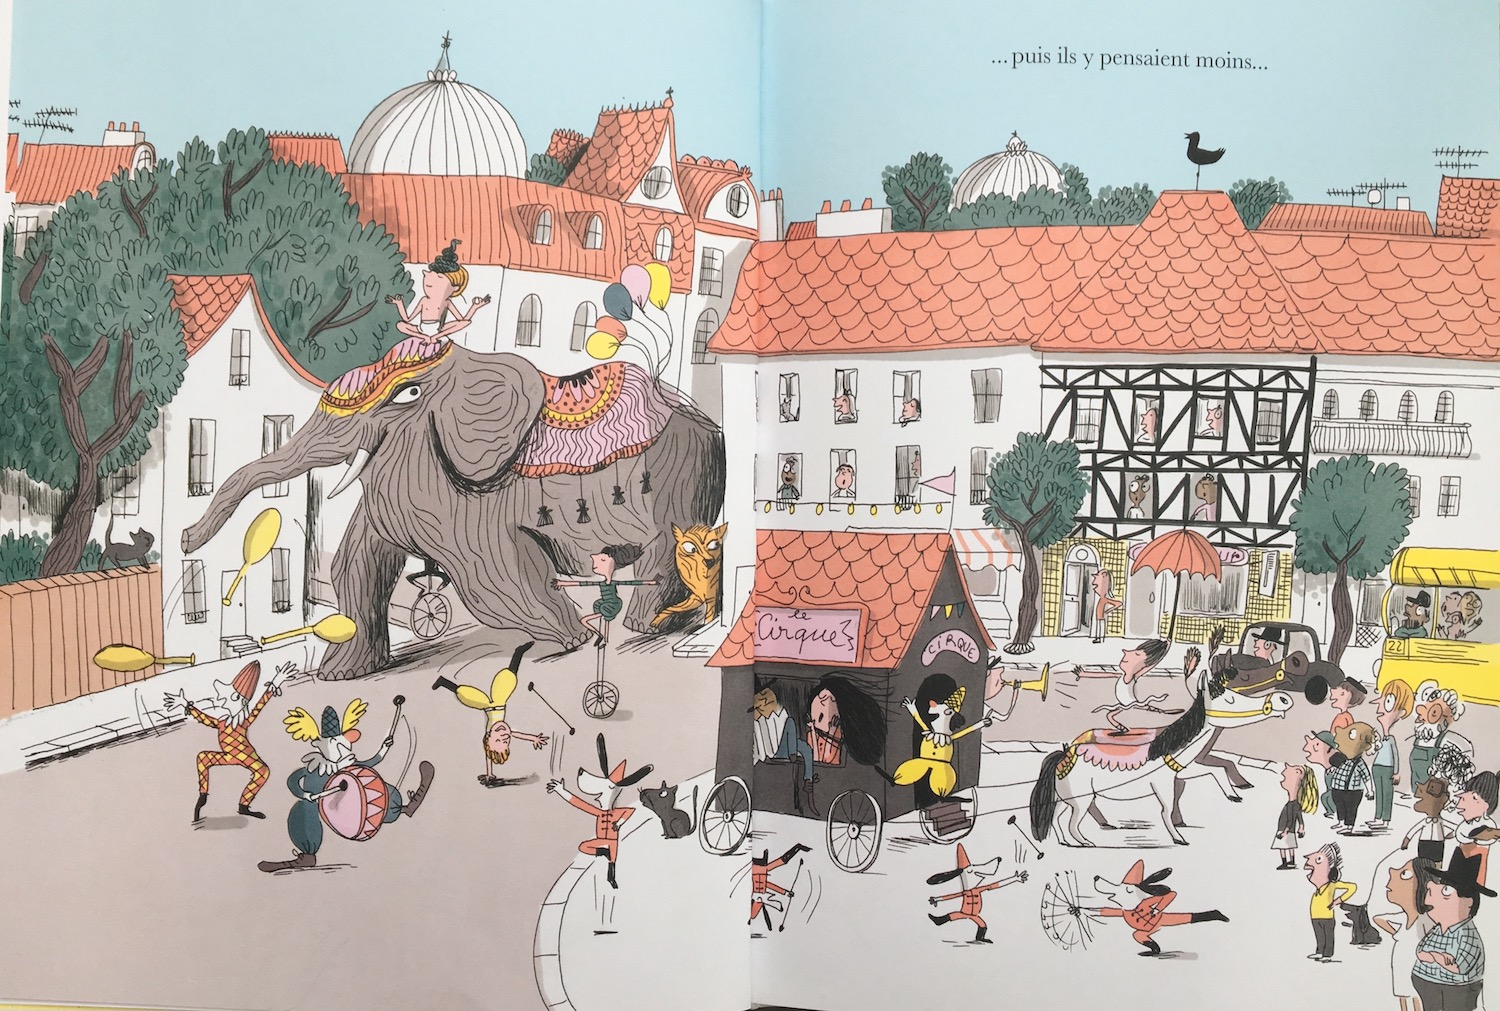 ...puis ils y pensaient moins...
le
Cirque
CIRQUE
22